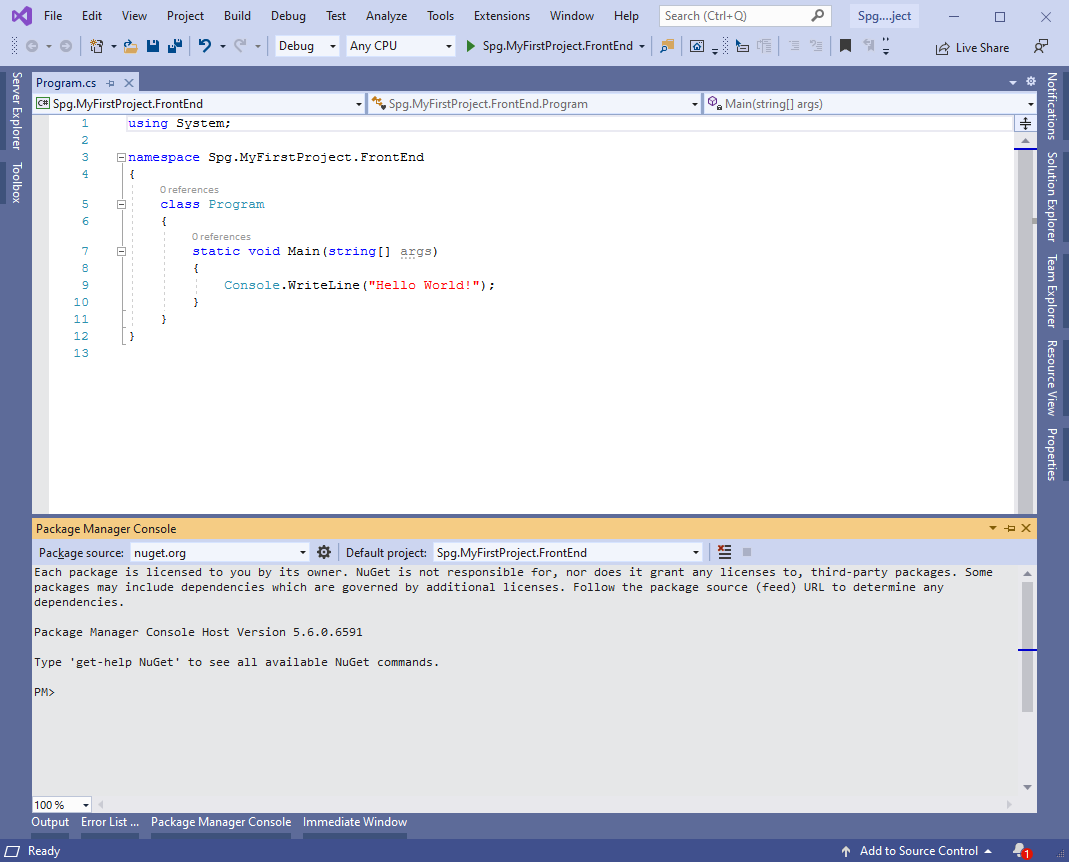 File Edit View Project Build Debug Test Analyze Tools Extensions Window Help Search (Ctrl+Q) Spg....ject
Debug Any CPU Spg.MyFirstProject.FrontEnd Live Share
Server Explorer
Toolbox
Program.cs
C# Spg.MyFirstProject.FrontEnd Spg.MyFirstProject.FrontEnd.Program Main(string[] args)
1 using System;
2
3 namespace Spg.MyFirstProject.FrontEnd
4 {
0 references
5 class Program
6 {
0 references
7 static void Main(string[] args)
8 {
9 Console.WriteLine("Hello World!");
10 }
11 }
12 }
13
Notifications
Solution Explorer
Team Explorer
Resource View
Properties
Package Manager Console
Package source: nuget.org Default project: Spg.MyFirstProject.FrontEnd
Each package is licensed to you by its owner. NuGet is not responsible for, nor does it grant any licenses to, third-party packages. Some
packages may include dependencies which are governed by additional licenses. Follow the package source (feed) URL to determine any
dependencies.
Package Manager Console Host Version 5.6.0.6591
Type 'get-help NuGet' to see all available NuGet commands.
PM>
100 %
Output Error List ... Package Manager Console Immediate Window
Ready Add to Source Control 1